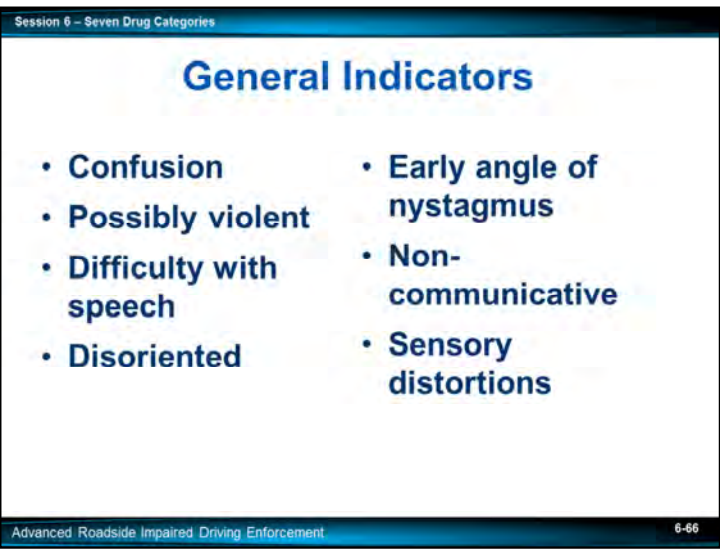 Session 6 – Seven Drug Categories
General Indicators
• Confusion
• Possibly violent
• Difficulty with
speech
• Disoriented
• Early angle of
nystagmus
• Non-
communicative
• Sensory
distortions
Advanced Roadside Impaired Driving Enforcement
6-66